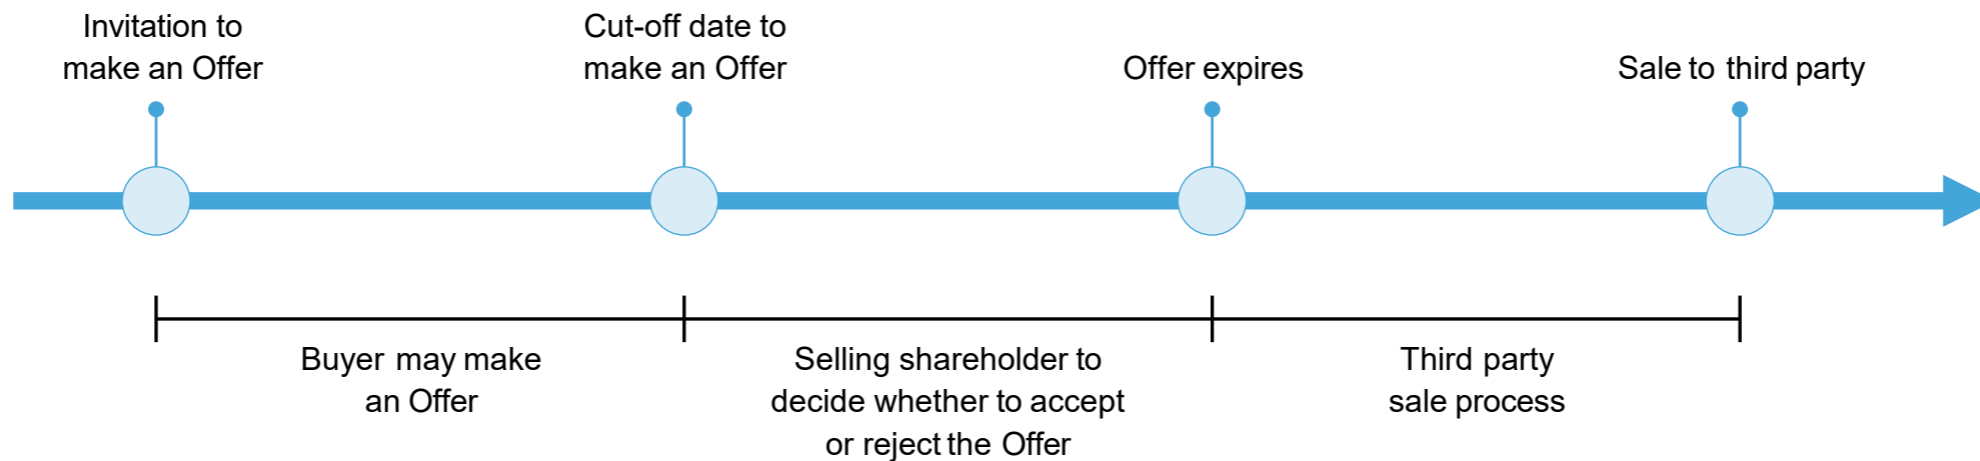 Invitation to
make an Offer
Cut-off date to
make an Offer
Offer expires
Sale to third party
Buyer may make
an Offer
Selling shareholder to
decide whether to accept
or reject the Offer
Third party
sale process